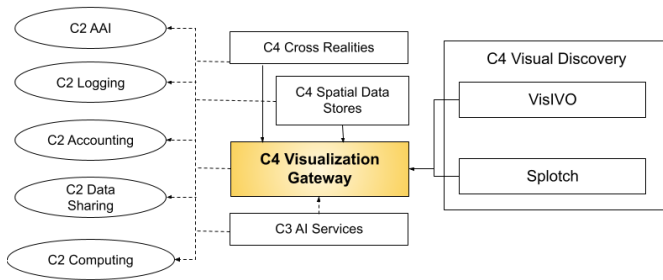 C2 AAI
C2 Logging
C2 Accounting
C2 Data
Sharing
C2 Computing
C4 Cross Realities
C4 Spatial Data
Stores
C4 Visualization
Gateway
C3 AI Services
C4 Visual Discovery
VisIVO
Splotch